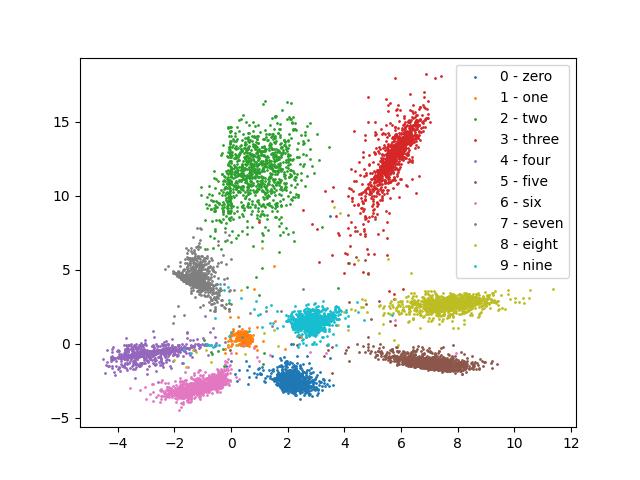 0 - zero
1 - one
2 - two
3 - three
4 - four
5 - five
6 - six
7 - seven
8 - eight
9 - nine
15
10
5
0
−5
−4 −2 0 2 4 6 8 10 12